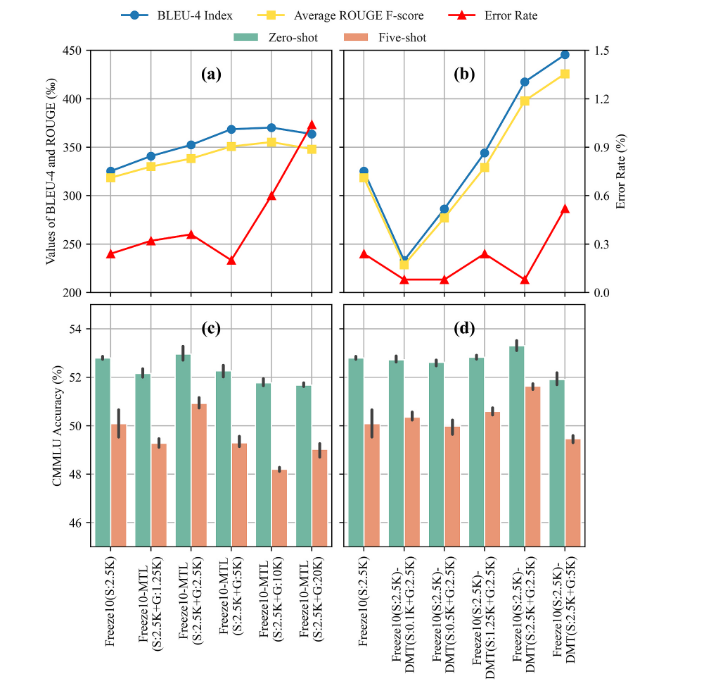 BLEU-4 Index Average ROUGE F-score Error Rate
Zero-shot Five-shot
Values of BLEU-4 and ROUGE (‰)
450
400
350
300
250
200
(a)
(b)
1.5
1.2
0.9
0.6
0.3
0.0
Error Rate (%)
CMMLU Accuracy (%)
54
52
50
48
46
(c)
(d)
Freeze10(S:2.5K)
Freeze10-MTL
(S:2.5K+G:1.25K)
Freeze10-MTL
(S:2.5K+G:2.5K)
Freeze10-MTL
(S:2.5K+G:5K)
Freeze10-MTL
(S:2.5K+G:10K)
Freeze10-MTL
(S:2.5K+G:20K)
Freeze10(S:2.5K)
Freeze10(S:2.5K)-
DMT(S:0.1K+G:2.5K)
Freeze10(S:2.5K)-
DMT(S:0.5K+G:2.5K)
Freeze10(S:2.5K)-
DMT(S:1.25K+G:2.5K)
Freeze10(S:2.5K)-
DMT(S:2.5K+G:2.5K)
Freeze10(S:2.5K)-
DMT(S:2.5K+G:5K)